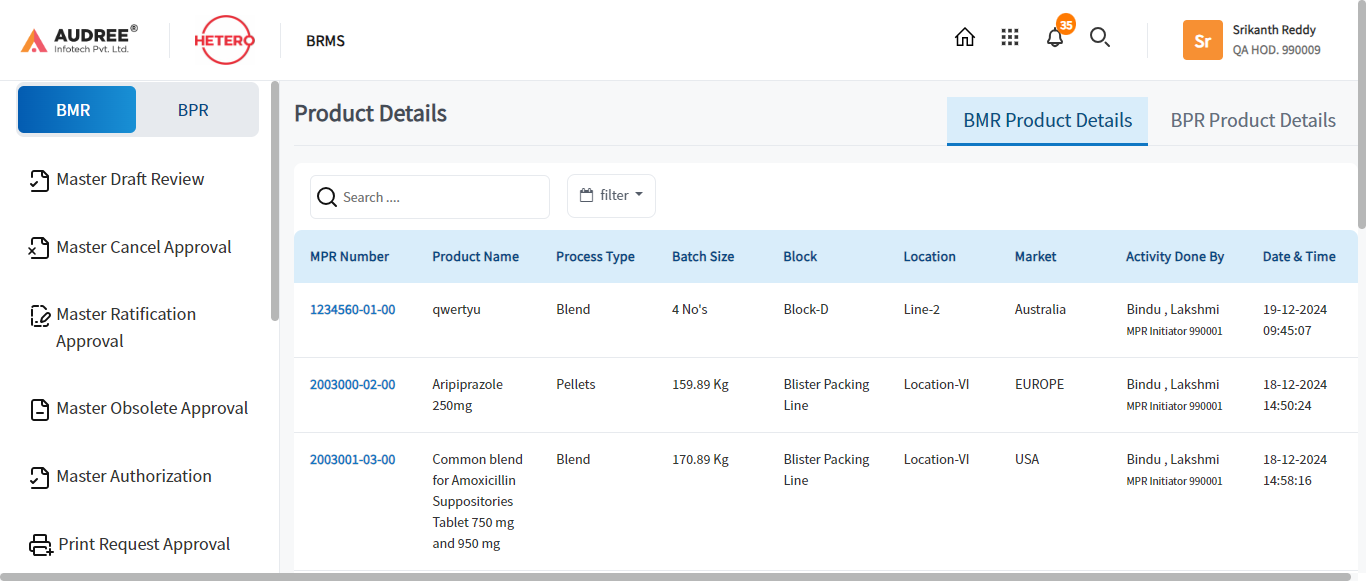 AUDREE®
Infotech Pvt. Ltd.
HETERO
BRMS
35
Sr
Srikanth Reddy
QA HOD. 990009
BMR
BPR
Master Draft Review
Master Cancel Approval
Master Ratification
Approval
Master Obsolete Approval
Master Authorization
Print Request Approval
Product Details
BMR Product Details
BPR Product Details
Search ....
filter
MPR Number Product Name Process Type Batch Size Block Location Market Activity Done By Date & Time
1234560-01-00 qwertyu Blend 4 No's Block-D Line-2 Australia Bindu , Lakshmi 19-12-2024
MPR Initiator 990001 09:45:07
2003000-02-00 Aripiprazole Pellets 159.89 Kg Blister Packing Location-VI EUROPE Bindu , Lakshmi 18-12-2024
250mg Line MPR Initiator 990001 14:50:24
2003001-03-00 Common blend Blend 170.89 Kg Blister Packing Location-VI USA Bindu , Lakshmi 18-12-2024
for Amoxicillin Line MPR Initiator 990001 14:58:16
Suppositories
Tablet 750 mg
and 950 mg